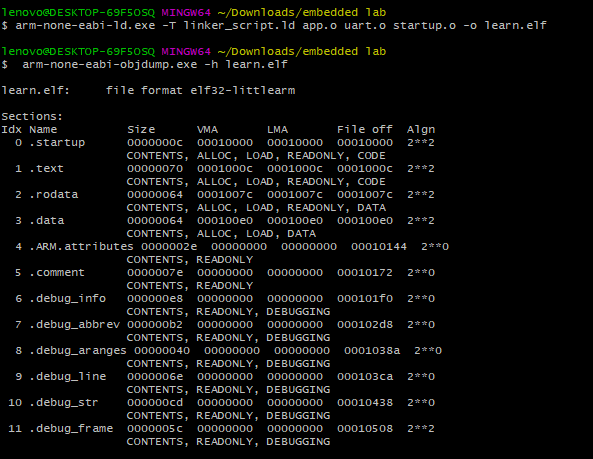 lenovo@DESKTOP-69F5OSQ MINGW64 ~/Downloads/embedded lab
$ arm-none-eabi-ld.exe -T linker_script.ld app.o uart.o startup.o -o learn.elf
lenovo@DESKTOP-69F5OSQ MINGW64 ~/Downloads/embedded lab
$  arm-none-eabi-objdump.exe -h learn.elf
learn.elf:     file format elf32-littlearm
Sections:
Idx Name          Size      VMA       LMA       File off  Algn
  0 .startup      0000000c  00010000  00010000  00010000  2**2
                  CONTENTS, ALLOC, LOAD, READONLY, CODE
  1 .text         00000070  0001000c  0001000c  0001000c  2**2
                  CONTENTS, ALLOC, LOAD, READONLY, CODE
  2 .rodata       00000064  0001007c  0001007c  0001007c  2**2
                  CONTENTS, ALLOC, LOAD, READONLY, DATA
  3 .data         00000064  000100e0  000100e0  000100e0  2**2
                  CONTENTS, ALLOC, LOAD, DATA
  4 .ARM.attributes 0000002e  00000000  00000000  00010144  2**0
                  CONTENTS, READONLY
  5 .comment      0000007e  00000000  00000000  00010172  2**0
                  CONTENTS, READONLY
  6 .debug_info   000000e8  00000000  00000000  000101f0  2**0
                  CONTENTS, READONLY, DEBUGGING
  7 .debug_abbrev 000000b2  00000000  00000000  000102d8  2**0
                  CONTENTS, READONLY, DEBUGGING
  8 .debug_aranges 00000040  00000000  00000000  0001038a  2**0
                  CONTENTS, READONLY, DEBUGGING
  9 .debug_line   0000006e  00000000  00000000  000103ca  2**0
                  CONTENTS, READONLY, DEBUGGING
 10 .debug_str    000000cd  00000000  00000000  00010438  2**0
                  CONTENTS, READONLY, DEBUGGING
 11 .debug_frame  0000005c  00000000  00000000  00010508  2**2
                  CONTENTS, READONLY, DEBUGGING